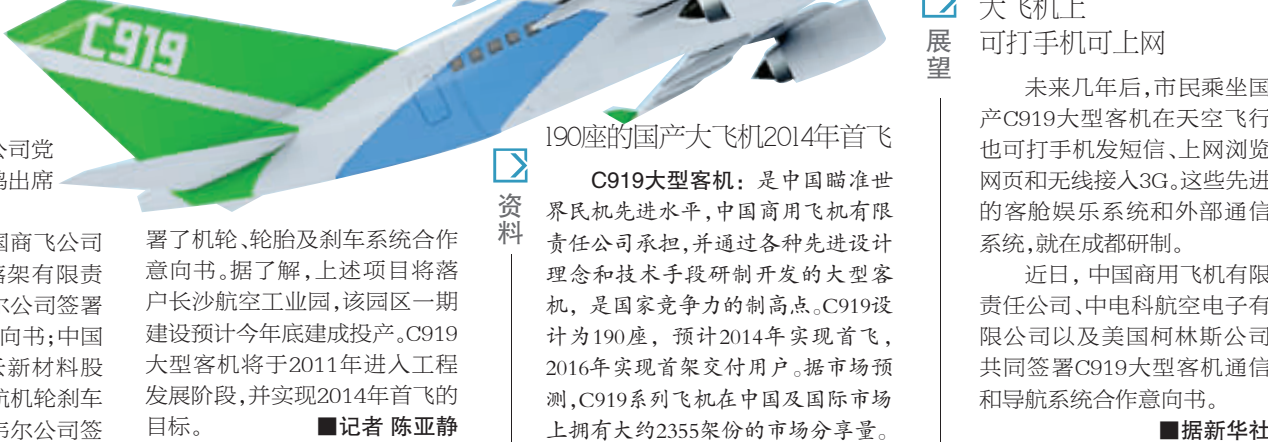 C919
公司党
出席
国商飞公司
落架有限责
尔公司签署
向书;中国
云新材料股
航机轮刹车
韦尔公司签
署了机轮、轮胎及刹车系统合作
意向书。据了解,上述项目将落
户长沙航空工业园,该园区一期
建设预计今年底建成投产。C919
大型客机将于2011年进入工程
发展阶段,并实现2014年首飞的
目标。
■记者 陈亚静
资料
190座的国产大飞机2014年首飞
C919大型客机：是中国瞄准世
界民机先进水平,中国商用飞机有限
责任公司承担,并通过各种先进设计
理念和技术手段研制开发的大型客
机，是国家竞争力的制高点。C919设
计为190座，预计2014年实现首飞，
2016年实现首架交付用户。据市场预
测,C919系列飞机在中国及国际市场
上拥有大约2355架份的市场分享量。
展望
大飞机上
可打手机可上网
未来几年后,市民乘坐国
产C919大型客机在天空飞行
也可打手机发短信、上网浏览
网页和无线接入3G。这些先进
的客舱娱乐系统和外部通信
系统,就在成都研制。
近日，中国商用飞机有限
责任公司、中电科航空电子有
限公司以及美国柯林斯公司
共同签署C919大型客机通信
和导航系统合作意向书。
■据新华社